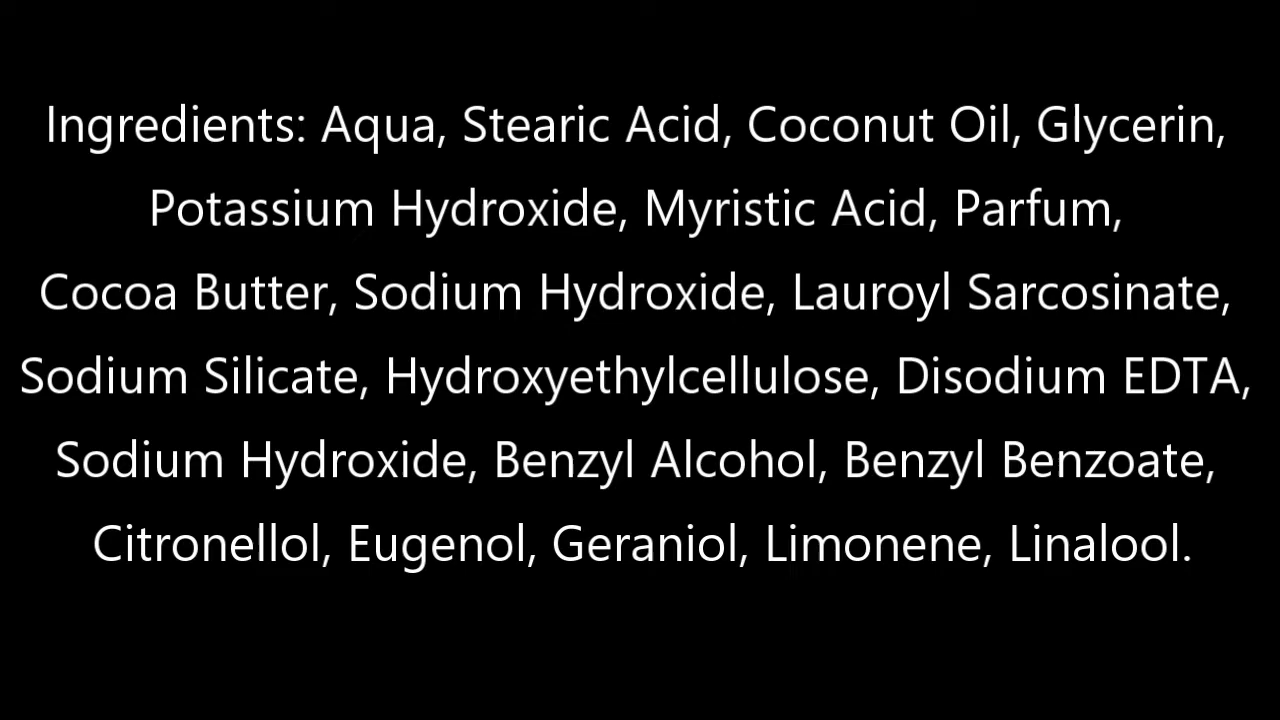 Ingredients: Aqua, Stearic Acid, Coconut Oil, Glycerin,
Potassium Hydroxide, Myristic Acid, Parfum,
Cocoa Butter, Sodium Hydroxide, Lauroyl Sarcosinate,
Sodium Silicate, Hydroxyethylcellulose, Disodium EDTA,
Sodium Hydroxide, Benzyl Alcohol, Benzyl Benzoate,
Citronellol, Eugenol, Geraniol, Limonene, Linalool.